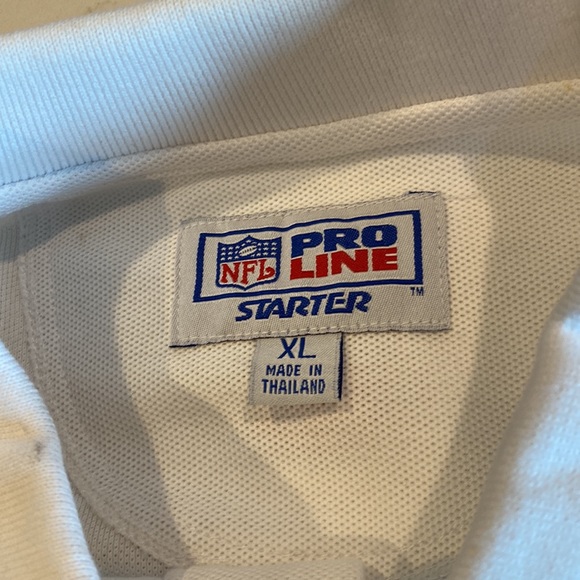 NFL PRO LINE
STARTER ™
XL
MADE IN
THAILAND